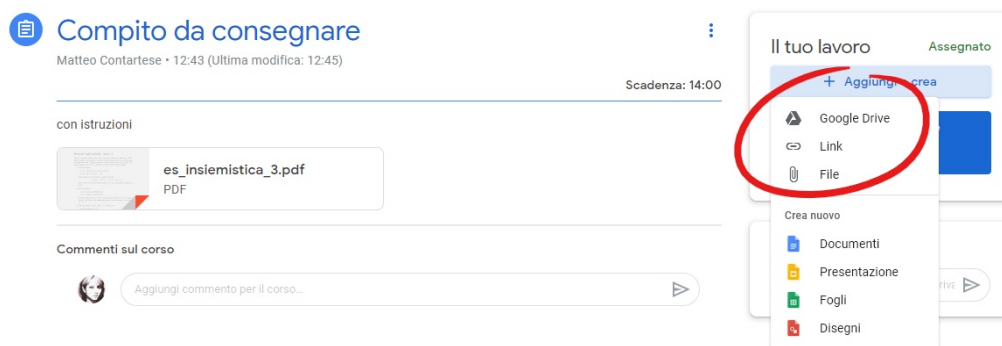 Compito da consegnare
Matteo Contartese • 12:43 (Ultima modifica: 12:45)
Scadenza: 14:00
con istruzioni
es_insiemistica_3.pdf
PDF
Commenti sul corso
Aggiungi commento per il corso...
Il tuo lavoro
Assegnato
+ Aggiungi o crea
Google Drive
Link
File
Crea nuovo
Documenti
Presentazione
Fogli
Disegni